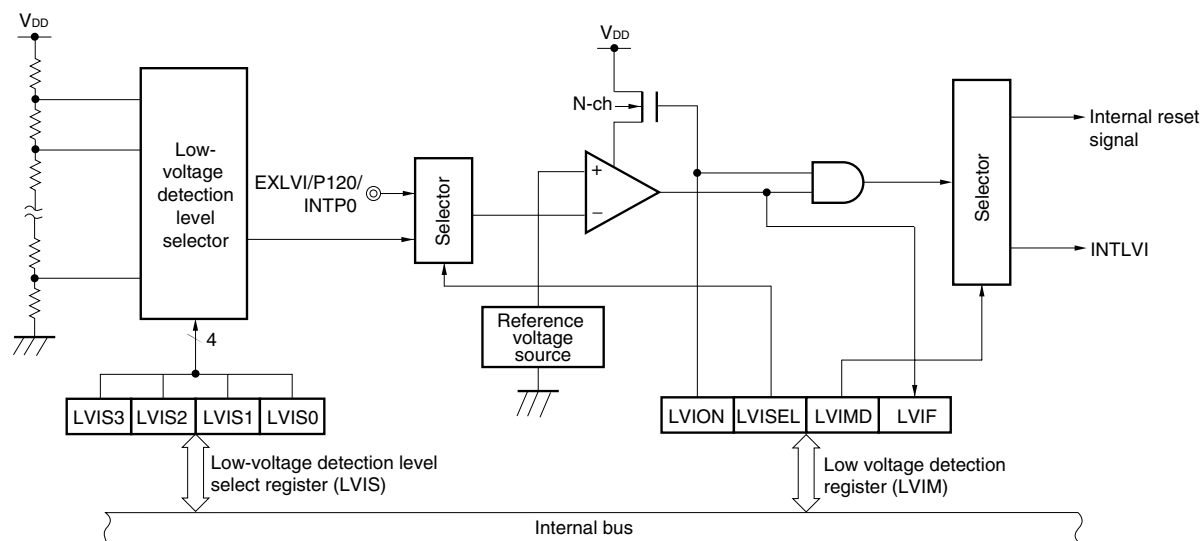 VDD
Low-
voltage
detection
level
selector
4
LVIS3 LVIS2 LVIS1 LVIS0
Low-voltage detection level
select register (LVIS)
EXLVI/P120/
INTP0
Selector
VDD
N-ch
+
−
Reference
voltage
source
Selector
Internal reset
signal
INTLVI
LVION LVISEL LVIMD LVIF
Low voltage detection
register (LVIM)
Internal bus